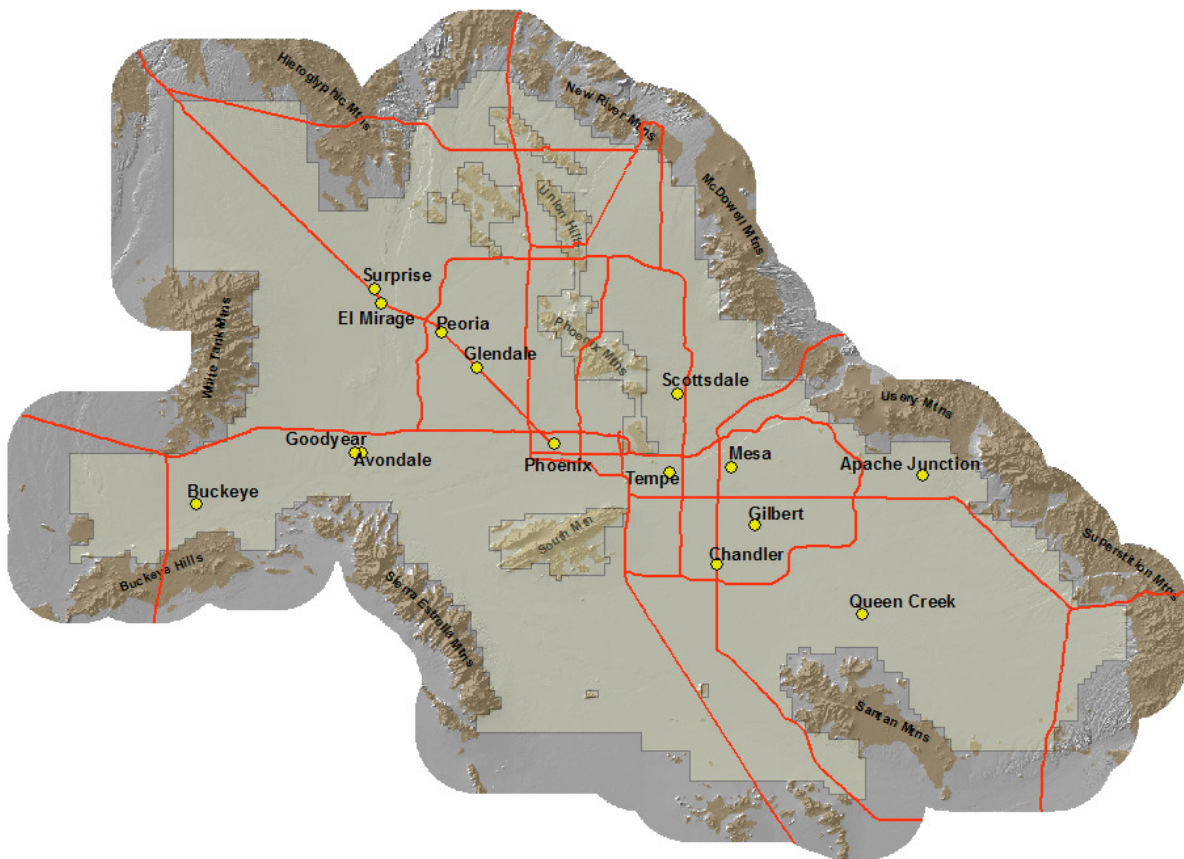 Hieroglyphic Mtns
New River Mtns
McDowell Mtns
Union Hills
Surprise
El Mirage
White Tank Mtns
Peoria
Phoenix Mtns
Glendale
Scottsdale
Usery Mtns
Goodyear
Avondale
Phoenix
Tempe
Mesa
Apache Junction
Buckeye
Gilbert
South Mtn
Chandler
Superstition Mtns
Buckeye Hills
Sierra Estrella Mtns
Queen Creek
Santan Mtns